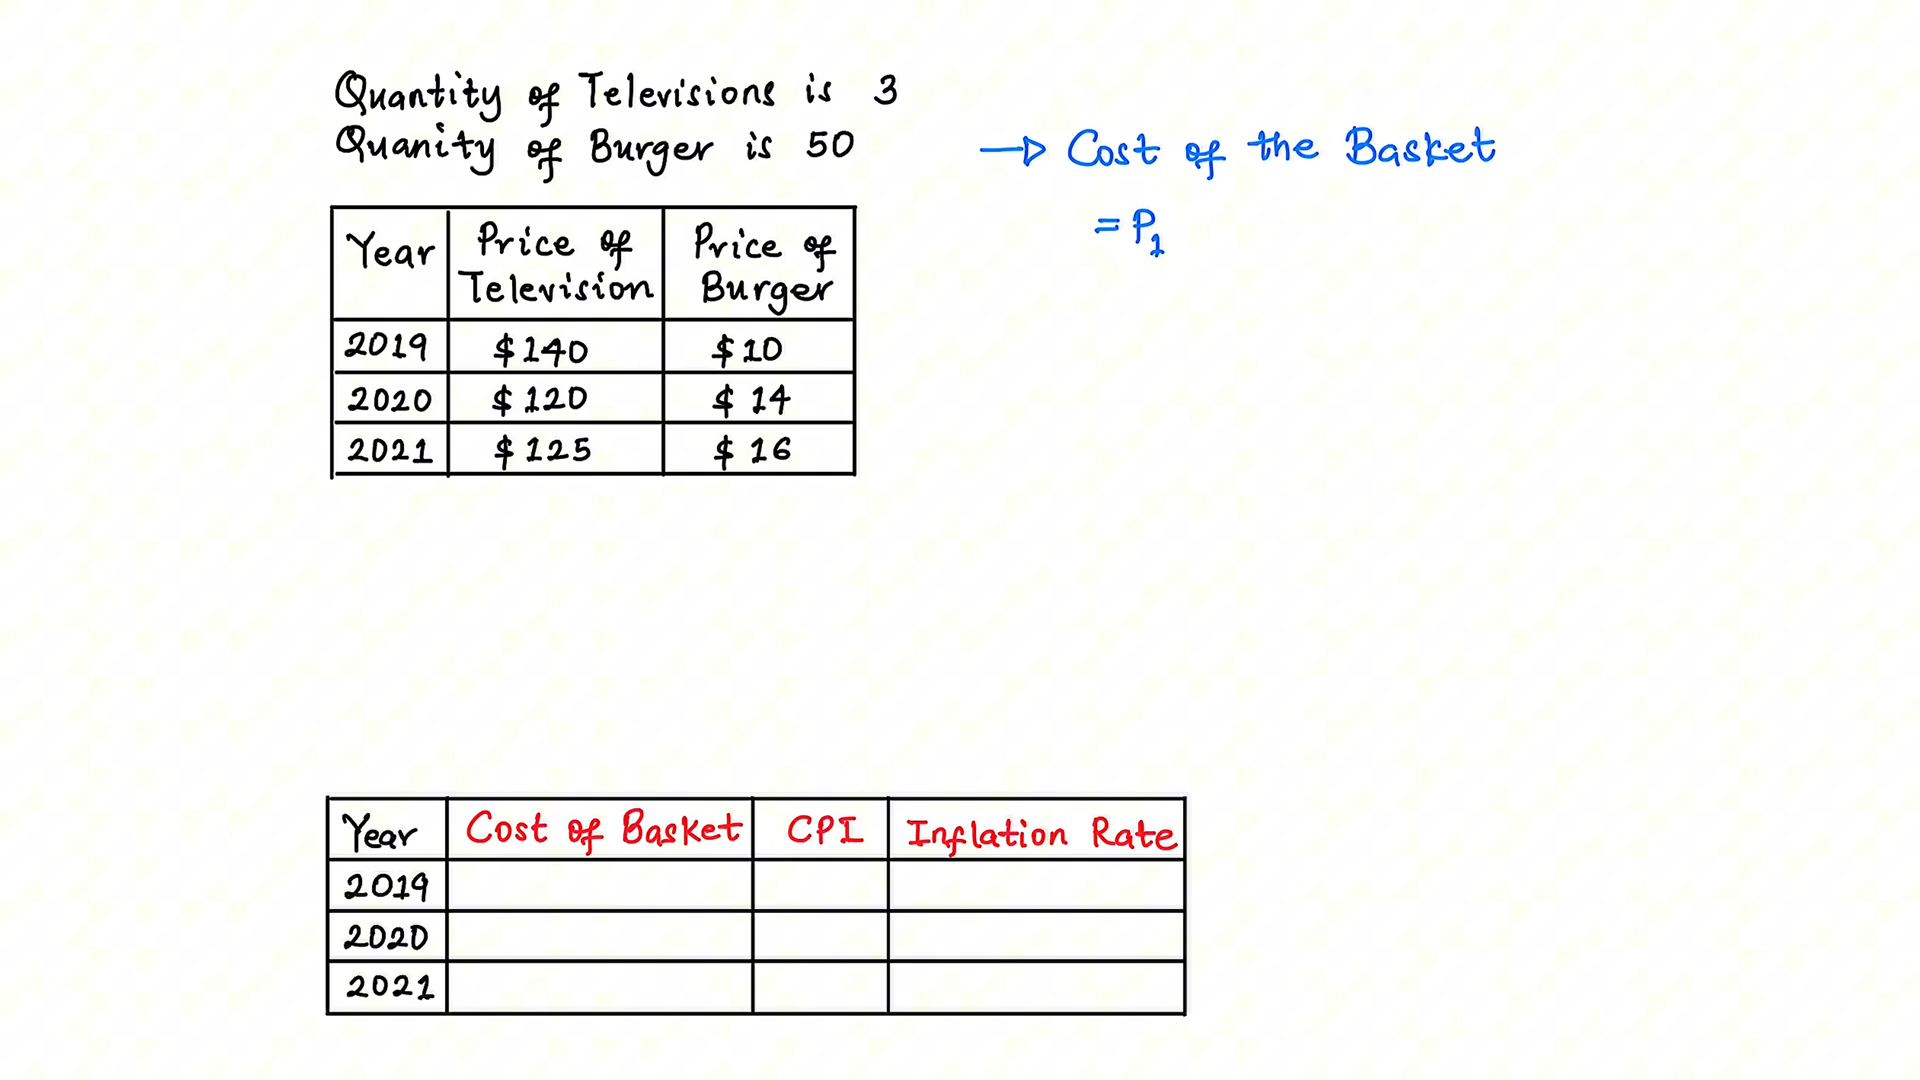 Quantity of Televisions is 3
Quanity of Burger is 50
→ Cost of the Basket
= P1
Year Price of Television Price of Burger
2019 $140 $10
2020 $120 $14
2021 $125 $16
Year Cost of Basket CPI Inflation Rate
2019
2020
2021